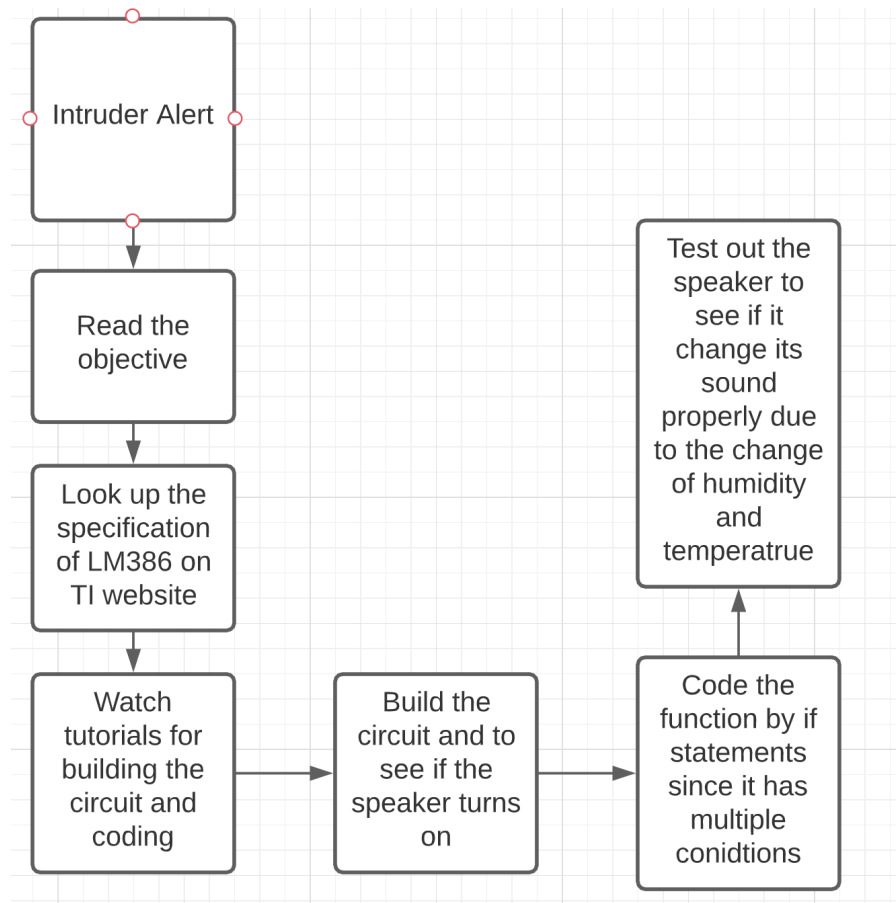 Intruder Alert
Read the
objective
Look up the
specification
of LM386 on
TI website
Watch
tutorials for
building the
circuit and
coding
Build the
circuit and to
see if the
speaker turns
on
Code the
function by if
statements
since it has
multiple
conidtions
Test out the
speaker to
see if it
change its
sound
properly due
to the change
of humidity
and
temperatrue